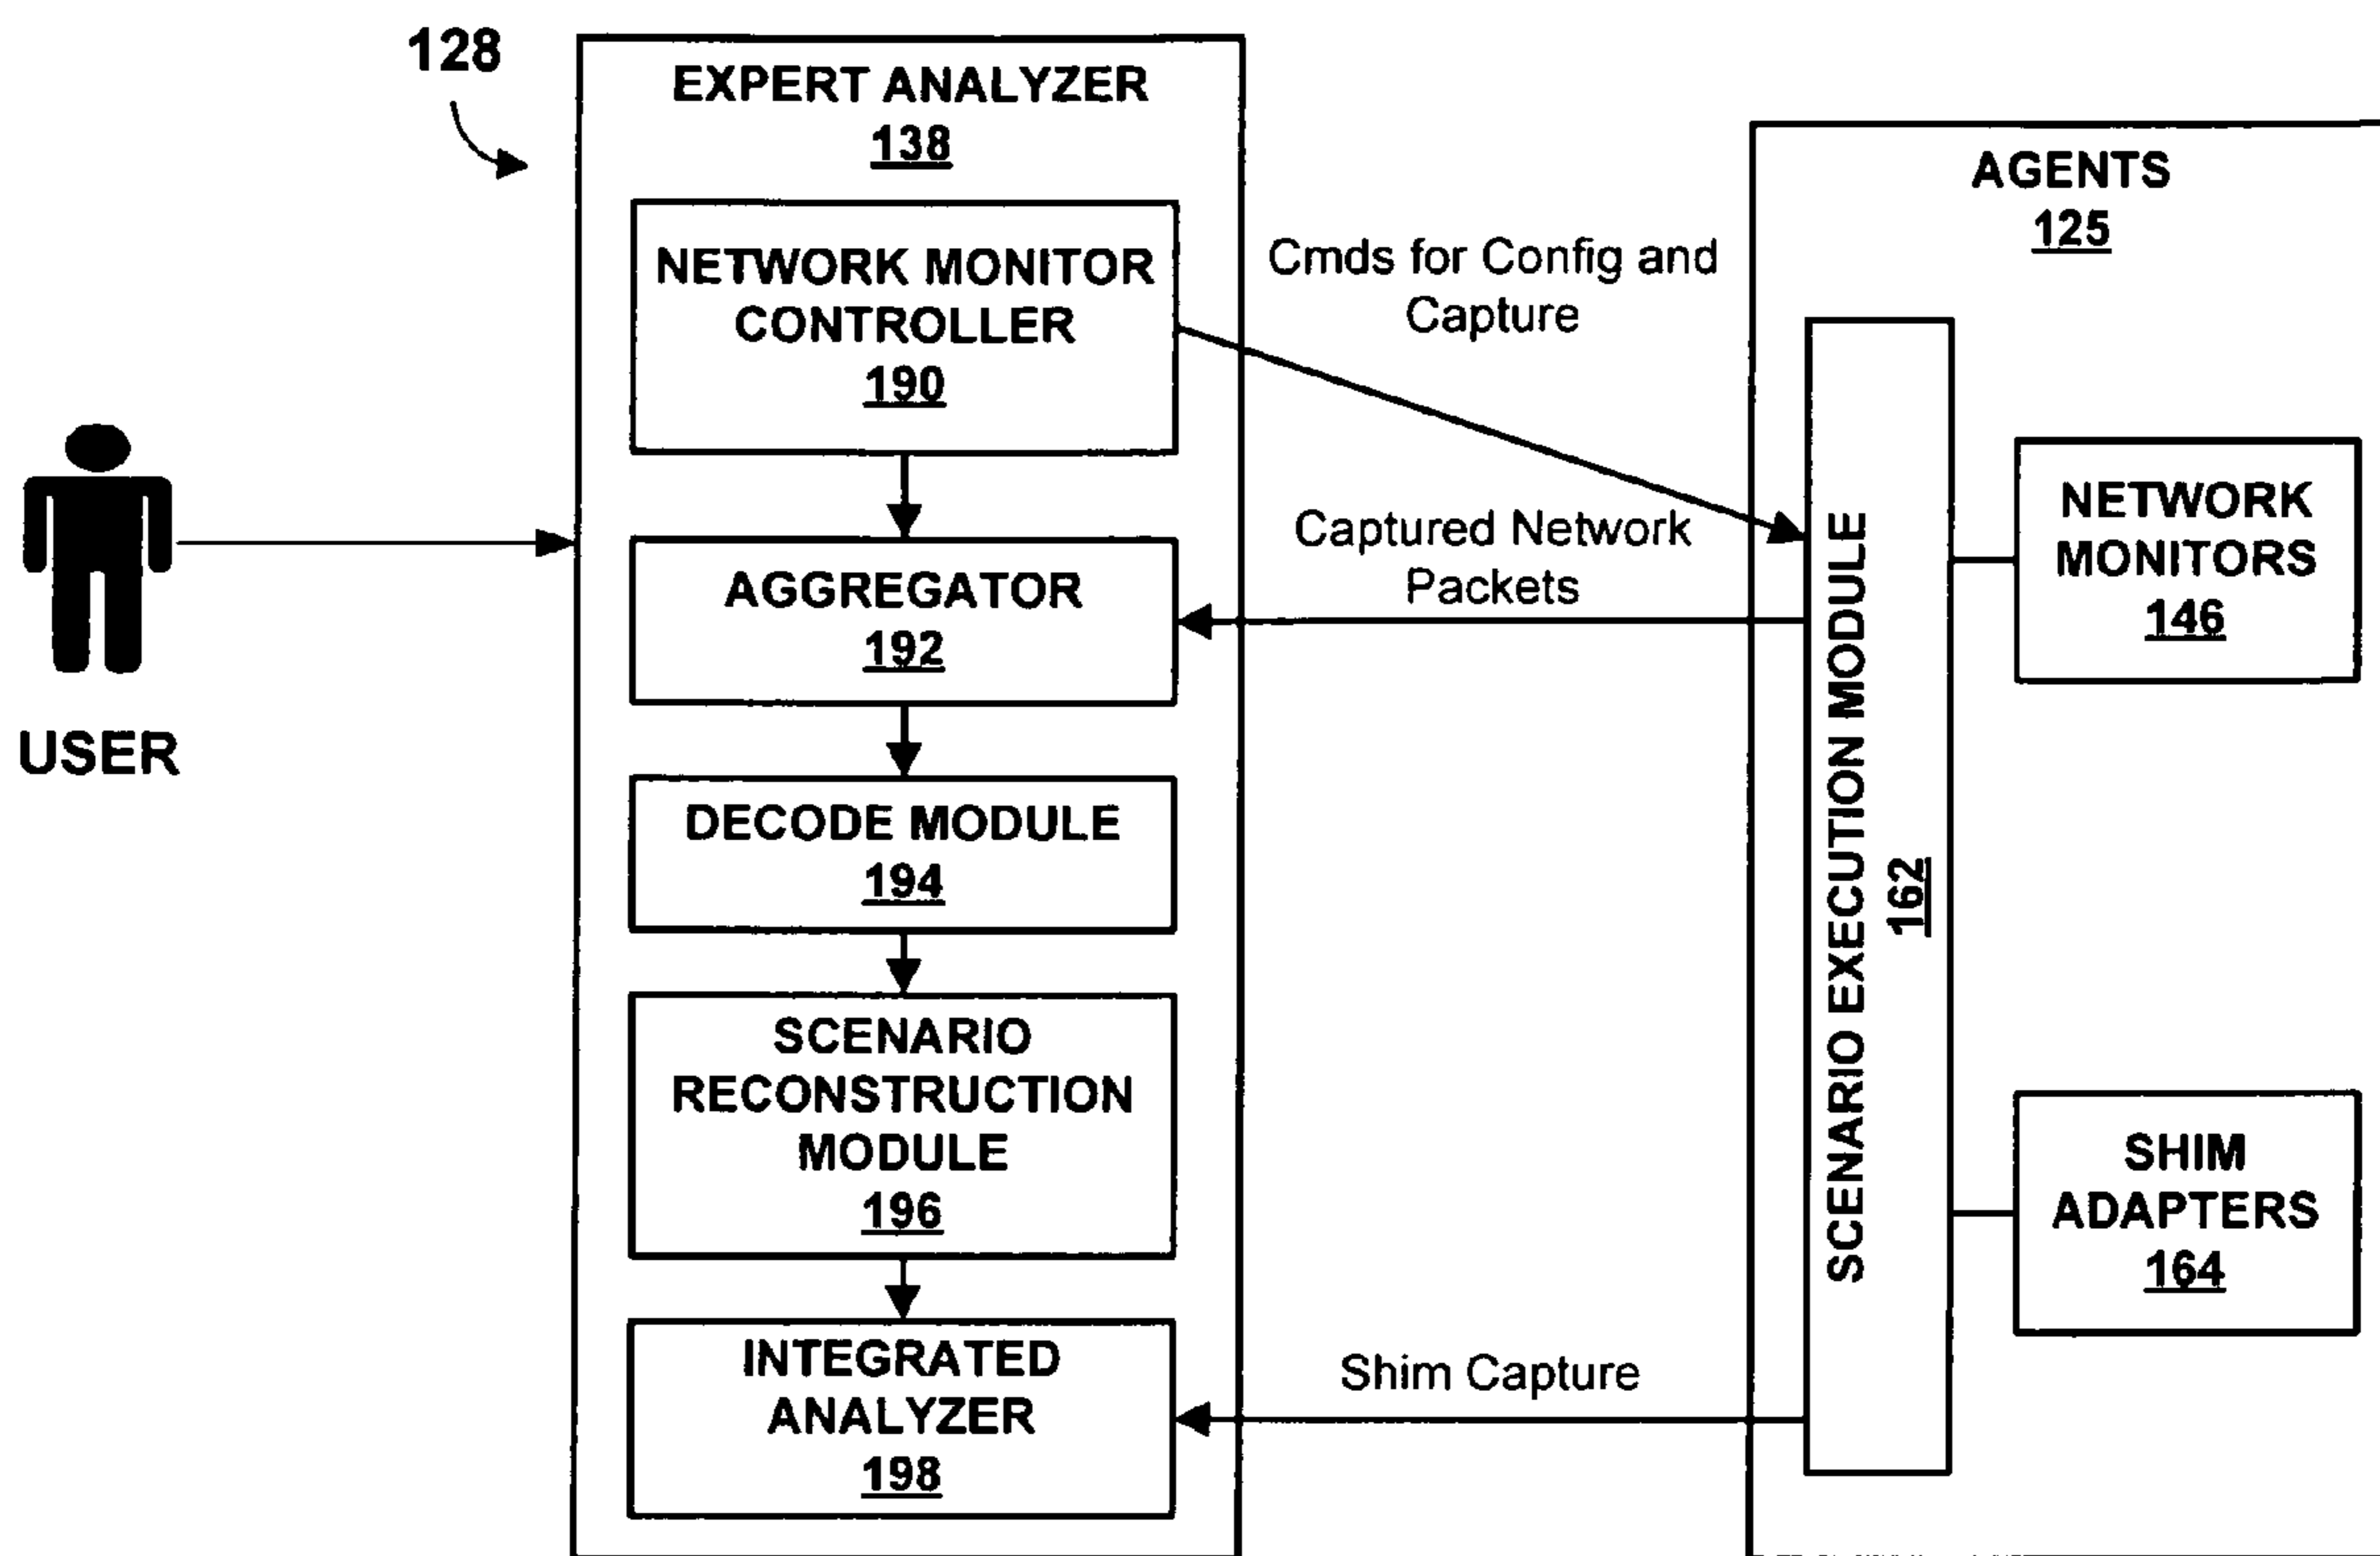 128
EXPERT ANALYZER
138
NETWORK MONITOR
CONTROLLER
190
AGGREGATOR
192
DECODE MODULE
194
SCENARIO
RECONSTRUCTION
MODULE
196
INTEGRATED
ANALYZER
198
USER
Cmds for Config and
Capture
Captured Network
Packets
Shim Capture
AGENTS
125
SCENARIO EXECUTION MODULE
162
NETWORK
MONITORS
146
SHIM
ADAPTERS
164